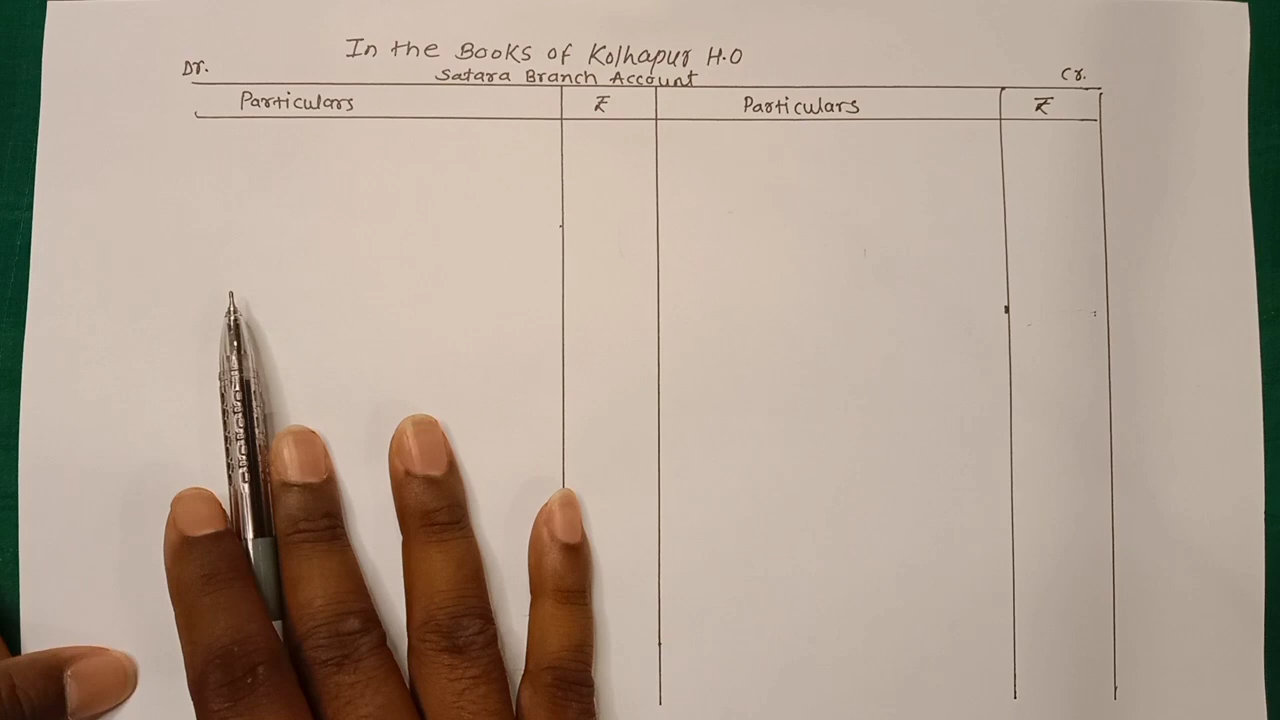 In the Books of Kolhapur H.O
Dr. Satara Branch Account Cr.
Particulars ₹ Particulars ₹